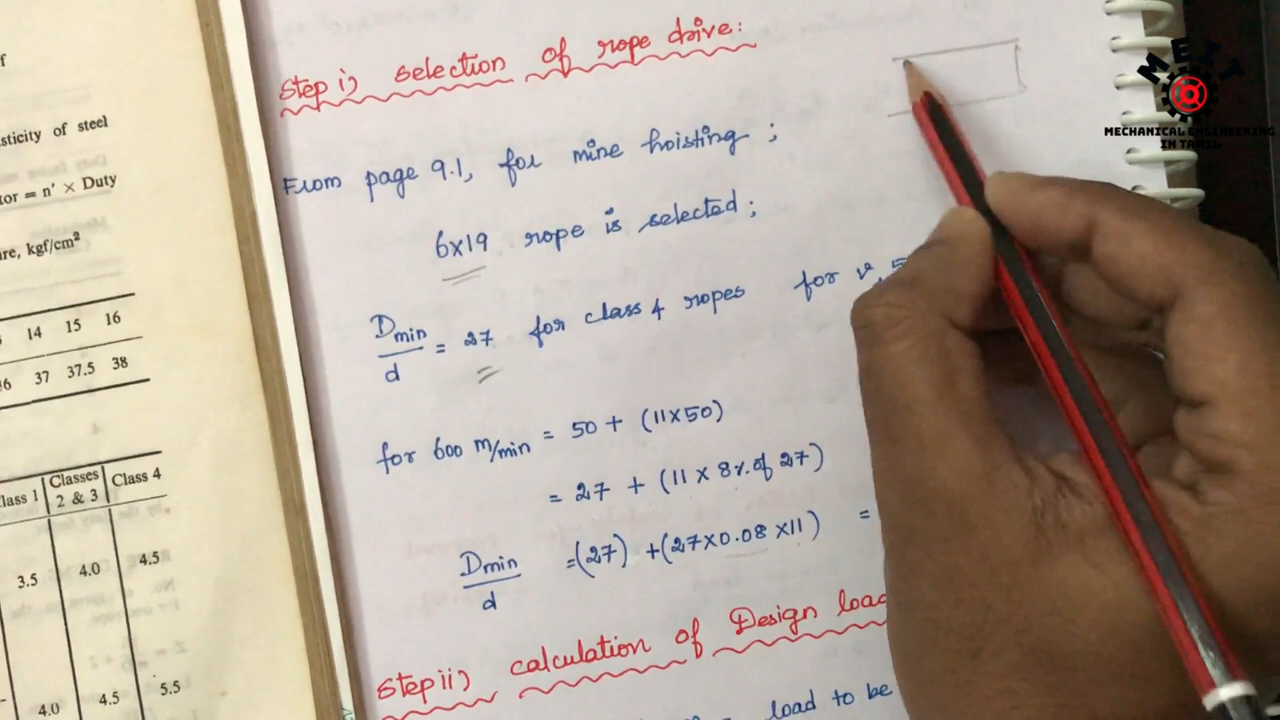 f
sticity of steel
tor = n' × Duty
re, kgf/cm²
14 15 16
36 37 37.5 38
lass 1 Classes 2 & 3 Class 4
3.5 4.0 4.5
4.0 4.5 5.5
Step i) selection of rope drive:
From page 9.1, for mine hoisting ;
6x19 rope is selected ;
Dmin/d = 27 for class 4 ropes for v, 5
for 600 m/min = 50 + (11x50)
= 27 + (11 x 8% of 27)
Dmin/d = (27) + (27x0.08x11) =
Step ii) calculation of Design load
load to be
MEIT
MECHANICAL ENGINEERING
IN TAMIL